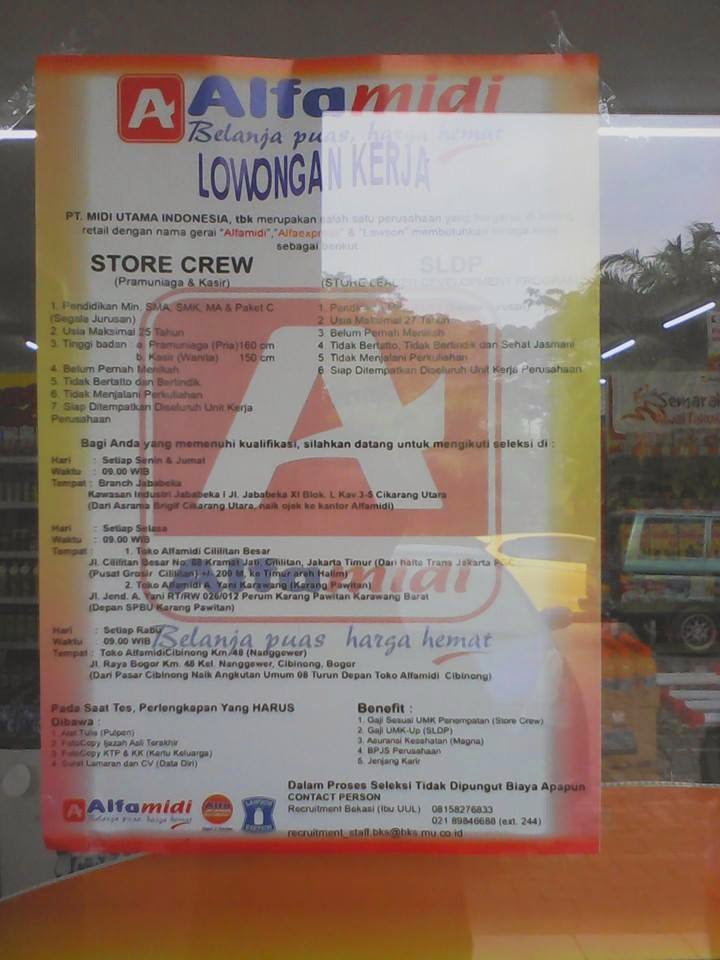 Alfamidi
Belanja puas, harga hemat
LOWONGAN KERJA
PT. MIDI UTAMA INDONESIA, tbk merupakan salah satu perusahaan yang
retail dengan nama gerai "Alfamidi","Alfaexpress" & "Lawson" membutuhkan tenaga kerja
sebagai berikut
STORE CREW
(Pramuniaga & Kasir)
1. Pendidikan Min. SMA, SMK, MA & Paket C
(Segala Jurusan)
2. Usia Maksimal 25 Tahun
3. Tinggi badan : a. Pramuniaga (Pria) 160 cm
b. Kasir (Wanita) 150 cm
4. Belum Pernah Menikah
5. Tidak Bertatto dan Bertindik
6. Tidak Menjalani Perkuliahan
7. Siap Ditempatkan Diseluruh Unit Kerja
Perusahaan
SLDP
(STORE LEADER DEVELOPMENT PROGRAM)
1. Pendidikan
2. Usia Maksimal 27 Tahun
3. Belum Pernah Menikah
4. Tidak Bertatto, Tidak Bertindik dan Sehat Jasmani
5. Tidak Menjalani Perkuliahan
6. Siap Ditempatkan Diseluruh Unit Kerja Perusahaan
Bagi Anda yang memenuhi kualifikasi, silahkan datang untuk mengikuti seleksi di :
Hari : Setiap Senin & Jumat
Waktu : 09.00 WIB
Tempat : Branch Jababeka
Kawasan Industri Jababeka I Jl. Jababeka XI Blok. L Kav.3-5 Cikarang Utara
(Dari Asrama Brigif Cikarang Utara, naik ojek ke kantor Alfamidi)
Hari : Setiap Selasa
Waktu : 09.00 WIB
Tempat : 1. Toko Alfamidi Cililitan Besar
Jl. Cililitan Besar No. 28 Kramat Jati, Cililitan, Jakarta Timur (Dari halte Trans Jakarta PGC
(Pusat Grosir Cililitan) +- 200 M, ke Timur/arah Halim)
2. Toko Alfamidi A. Yani Karawang (Karang Pawitan)
Jl. Jend. A. Yani RT/RW 026/012 Perum Karang Pawitan Karawang Barat
(Depan SPBU Karang Pawitan)
Hari : Setiap Rabu
Waktu : 09.00 WIB
Tempat : Toko AlfamidiCibinong Km.48 (Nanggewer)
Jl. Raya Bogor Km. 48 Kel. Nanggewer, Cibinong, Bogor
(Dari Pasar Cibinong Naik Angkutan Umum 08 Turun Depan Toko Alfamidi Cibinong)
Alfamidi
Belanja puas harga hemat
Pada Saat Tes, Perlengkapan Yang HARUS
Dibawa :
1. Alat Tulis (Pulpen)
2. FotoCopy Ijazah Asli Terakhir
3. FotoCopy KTP & KK (Kartu Keluarga)
4. Surat Lamaran dan CV (Data Diri)
Benefit :
1. Gaji Sesuai UMK Penempatan (Store Crew)
2. Gaji UMK-Up (SLDP)
3. Asuransi Kesehatan (Magna)
4. BPJS Perusahaan
5. Jenjang Karir
Dalam Proses Seleksi Tidak Dipungut Biaya Apapun
CONTACT PERSON
Recruitment Bekasi (Ibu UUL) 08158276833
021 89846688 (ext. 244)
recruitment_staff.bks@bks.mu.co.id
Alfamidi
Belanja puas, harga hemat
Alfa
LAWSON
STATION
Semara